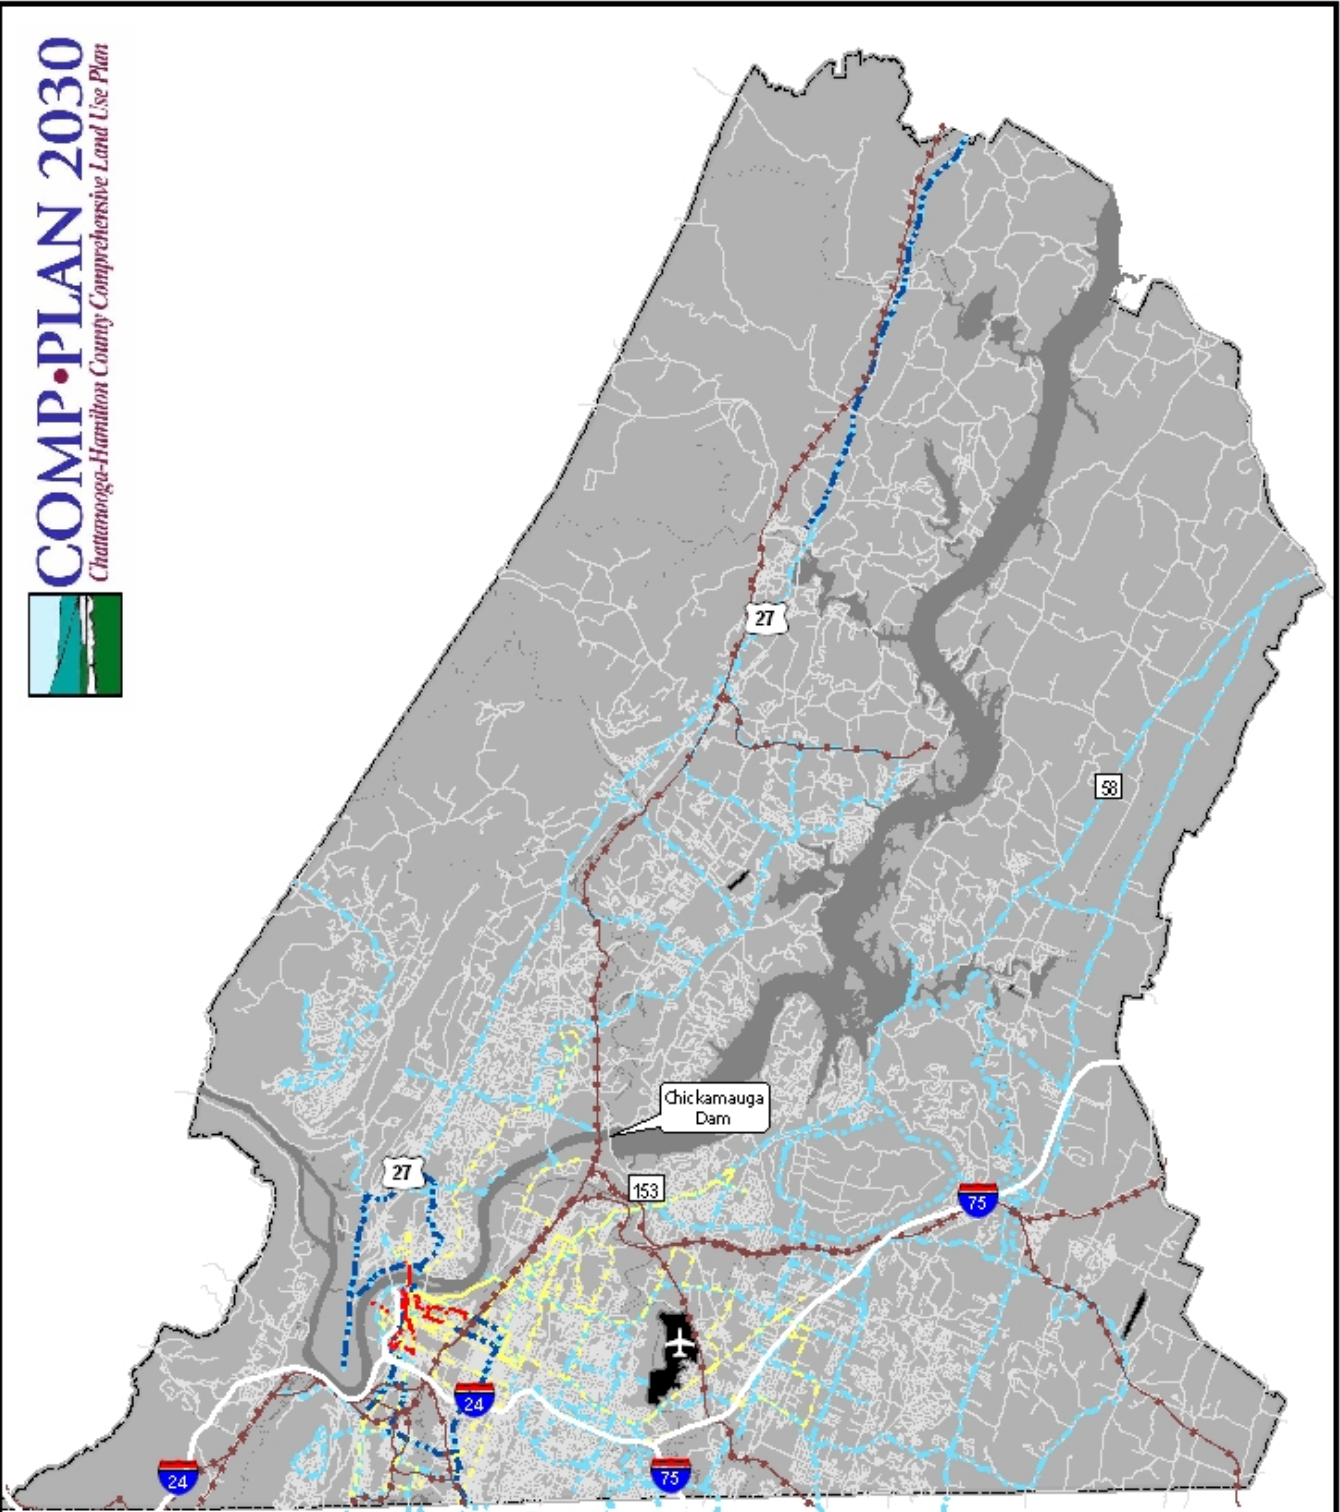 COMP•PLAN 2030
Chattanooga-Hamilton County Comprehensive Land Use Plan
27
58
Chickamauga
Dam
27
153
75
24
24
75